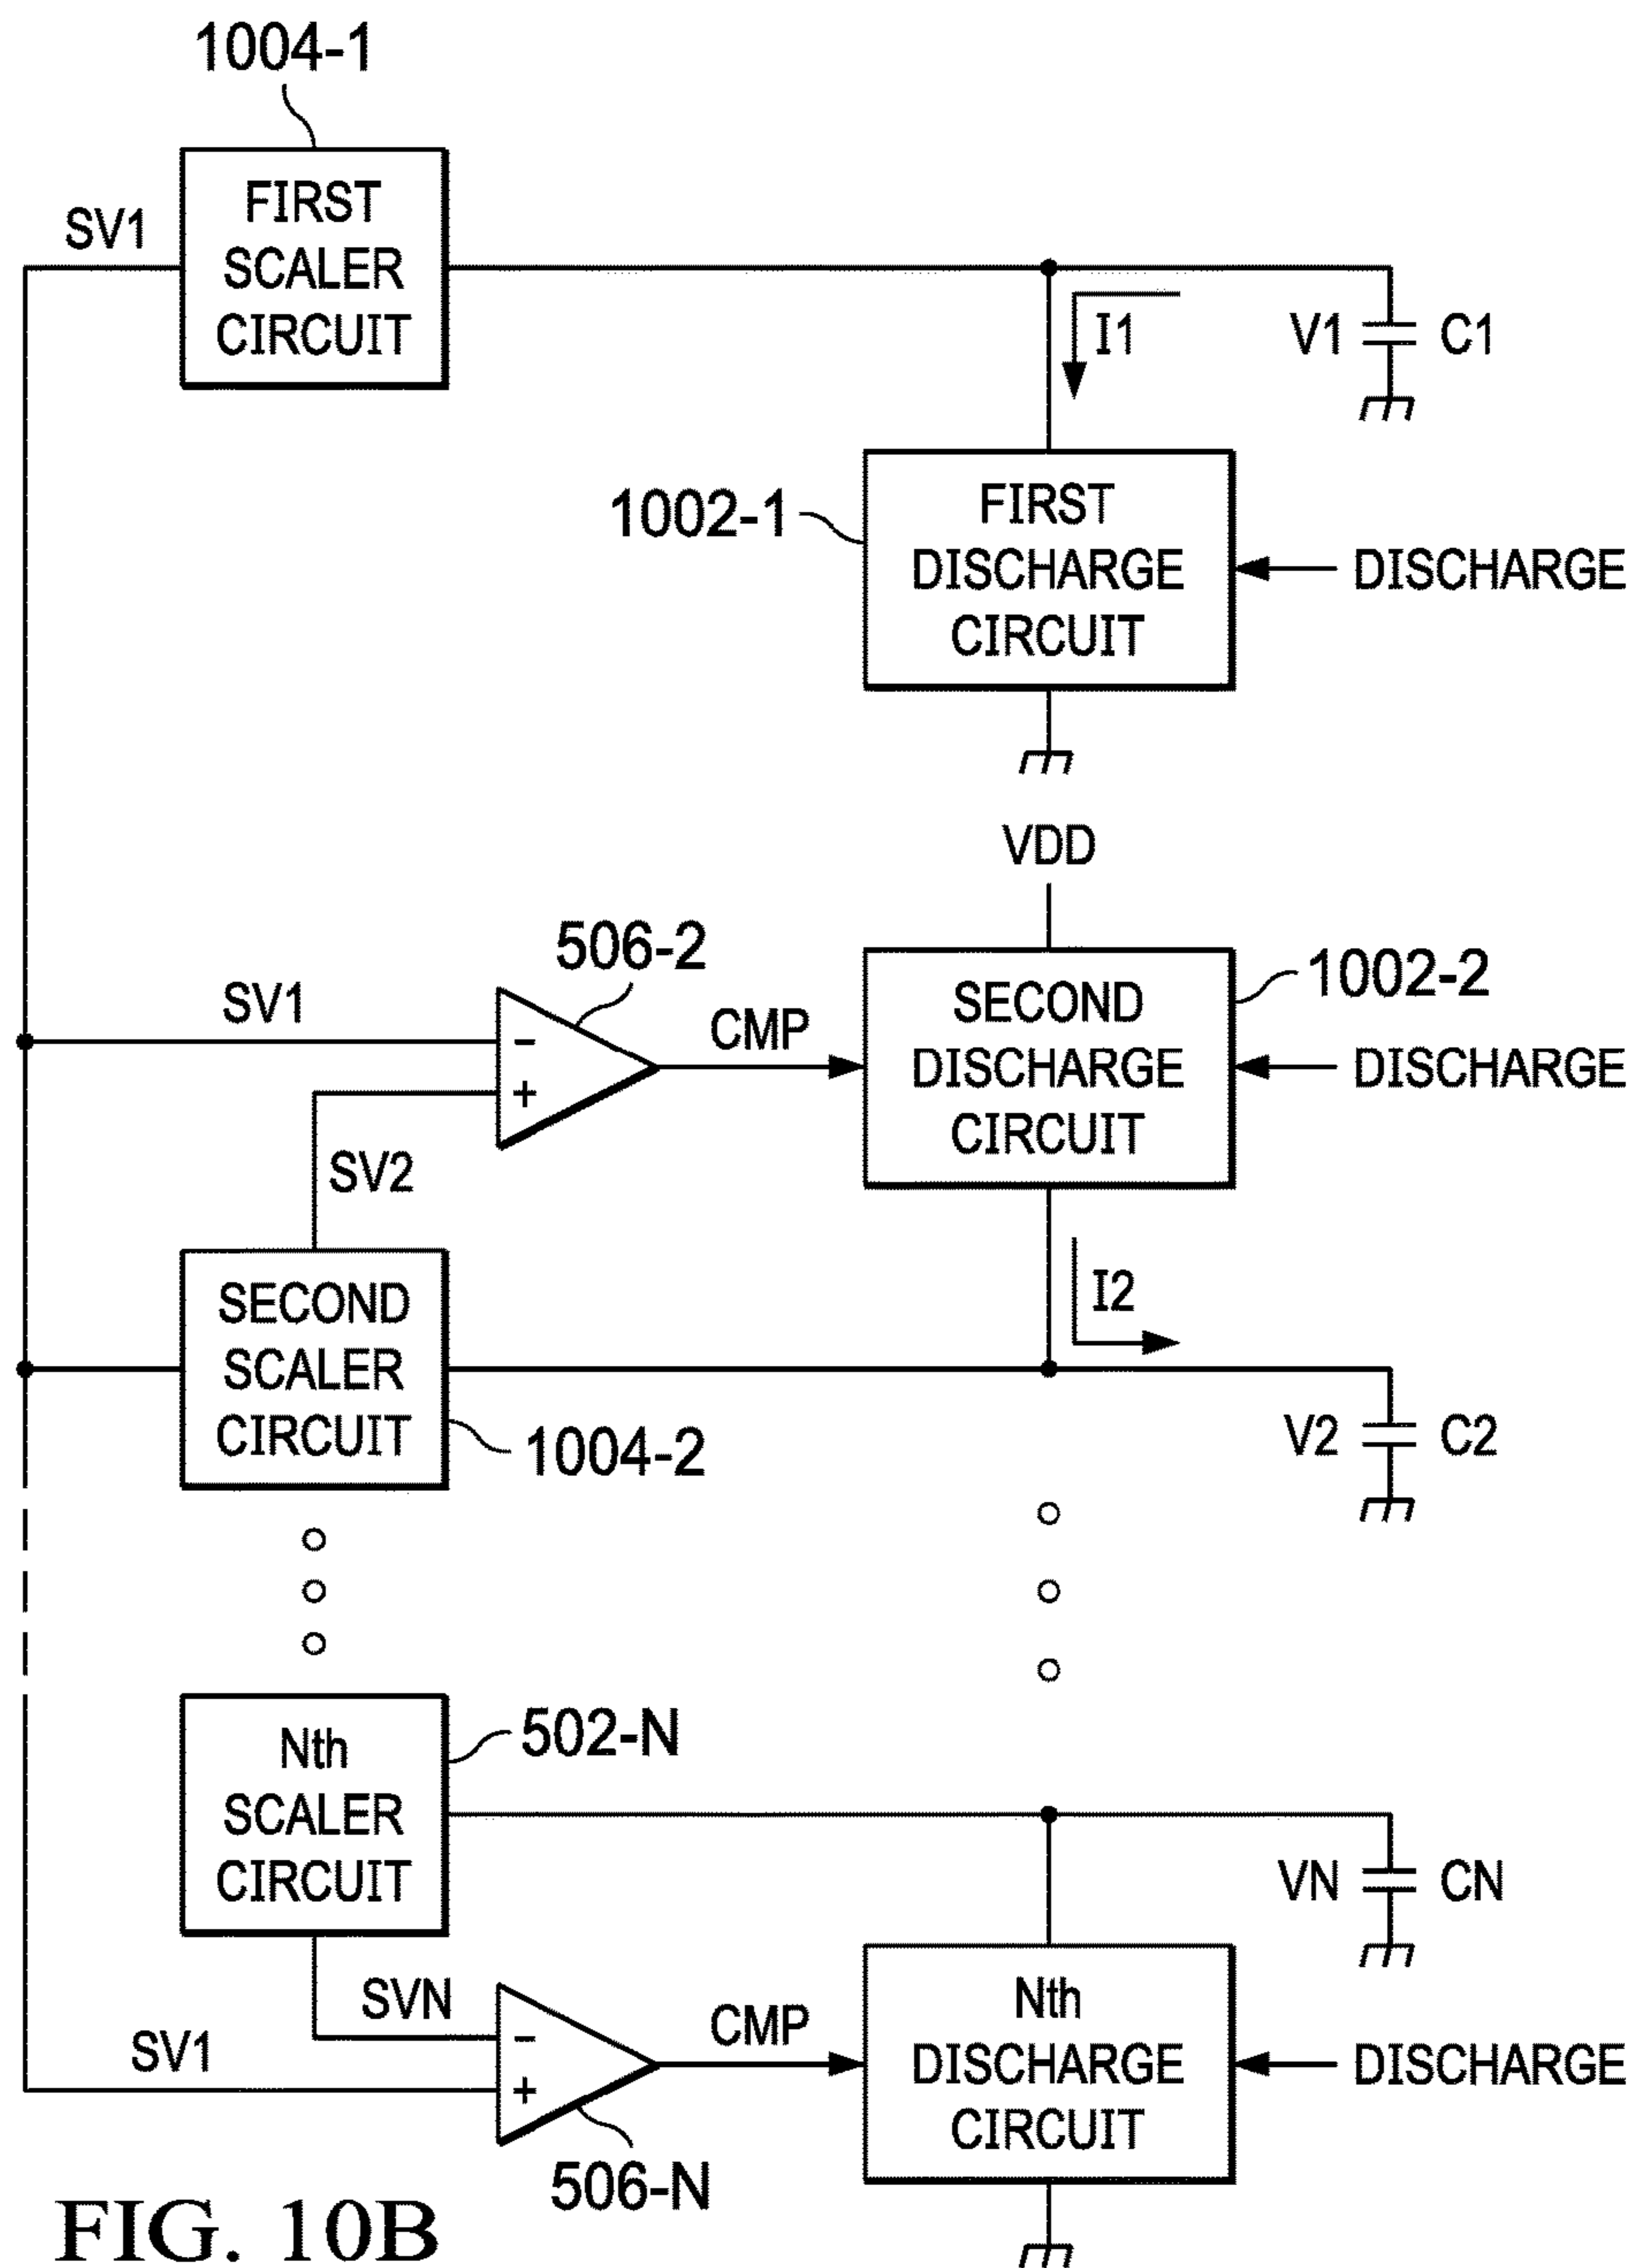 1004-1
FIRST
SCALER
CIRCUIT
SV1
I1
V1
C1
1002-1
FIRST
DISCHARGE
CIRCUIT
DISCHARGE
VDD
506-2
SV1
-
+
CMP
SECOND
DISCHARGE
CIRCUIT
1002-2
DISCHARGE
SV2
SECOND
SCALER
CIRCUIT
1004-2
I2
V2
C2
Nth
SCALER
CIRCUIT
502-N
VN
CN
SVN
SV1
-
+
CMP
Nth
DISCHARGE
CIRCUIT
DISCHARGE
506-N
FIG. 10B